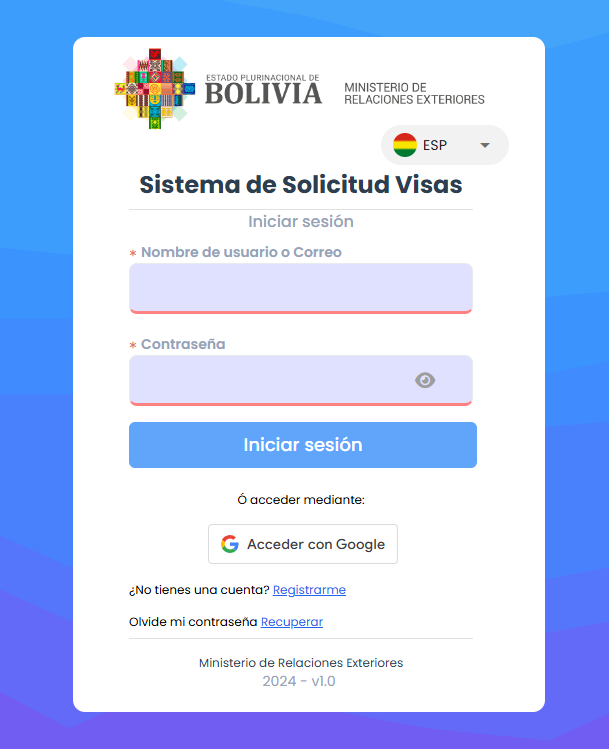 ESTADO PLURINACIONAL DE
BOLIVIA
MINISTERIO DE
RELACIONES EXTERIORES
ESP
Sistema de Solicitud Visas
Iniciar sesión
* Nombre de usuario o Correo
* Contraseña
Iniciar sesión
Ó acceder mediante:
Acceder con Google
¿No tienes una cuenta? Registrarme
Olvide mi contraseña Recuperar
Ministerio de Relaciones Exteriores
2024 - v1.0